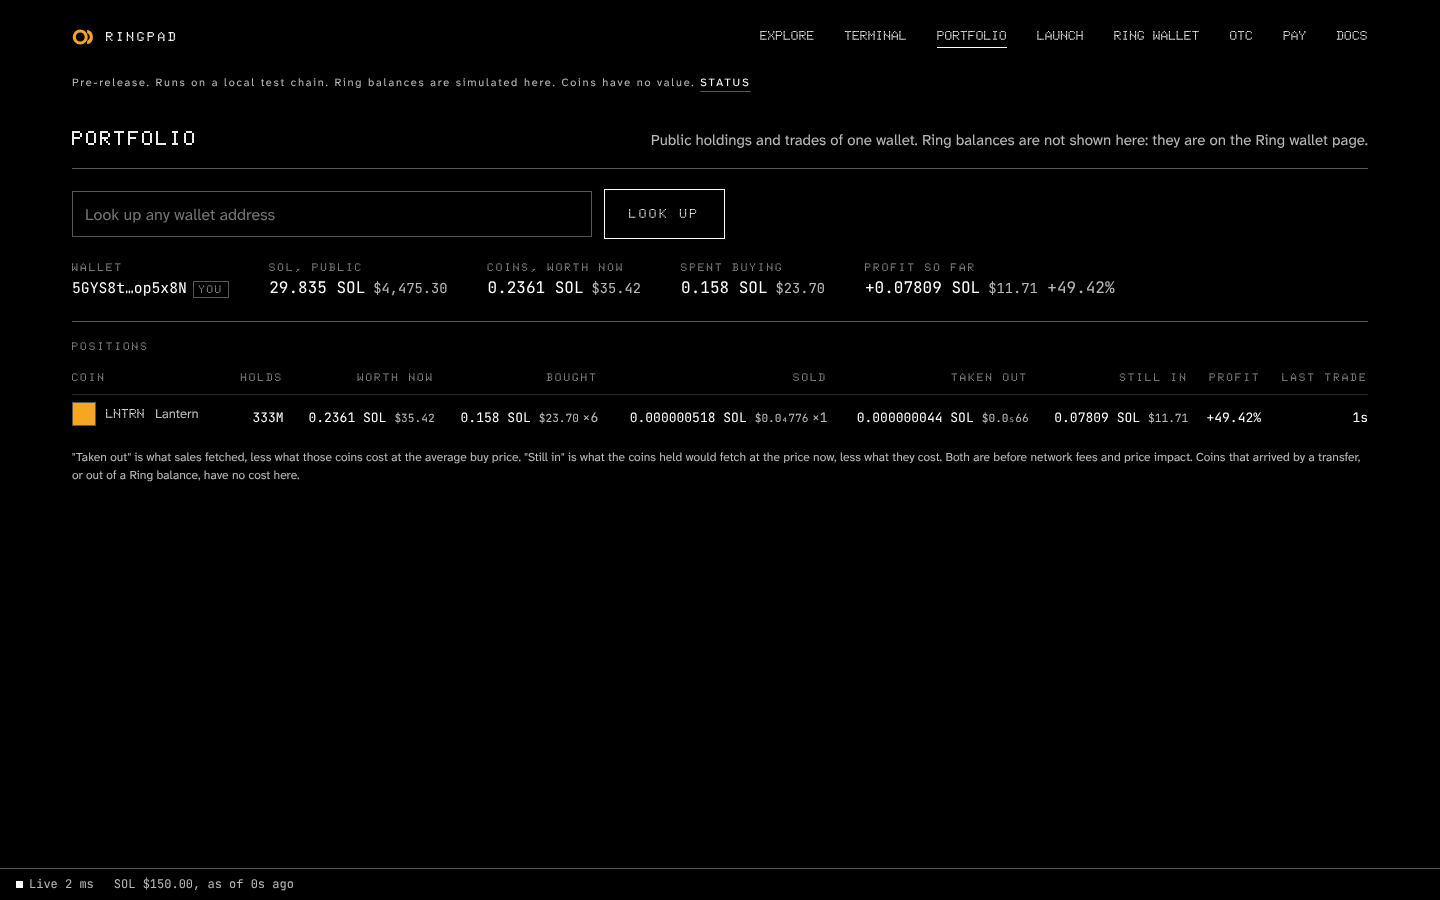 RINGPAD
EXPLORE TERMINAL PORTFOLIO LAUNCH RING WALLET OTC PAY DOCS
Pre-release. Runs on a local test chain. Ring balances are simulated here. Coins have no value. STATUS
PORTFOLIO
Public holdings and trades of one wallet. Ring balances are not shown here: they are on the Ring wallet page.
Look up any wallet address
LOOK UP
WALLET SOL, PUBLIC COINS, WORTH NOW SPENT BUYING PROFIT SO FAR
5GYS8t…op5x8N YOU 29.835 SOL $4,475.30 0.2361 SOL $35.42 0.158 SOL $23.70 +0.07809 SOL $11.71 +49.42%
POSITIONS
COIN HOLDS WORTH NOW BOUGHT SOLD TAKEN OUT STILL IN PROFIT LAST TRADE
LNTRN Lantern 333M 0.2361 SOL $35.42 0.158 SOL $23.70 ×6 0.000000518 SOL $0.0₄776 ×1 0.000000044 SOL $0.0₅66 0.07809 SOL $11.71 +49.42% 1s
"Taken out" is what sales fetched, less what those coins cost at the average buy price. "Still in" is what the coins held would fetch at the price now, less what they cost. Both are before network fees and price impact. Coins that arrived by a transfer,
or out of a Ring balance, have no cost here.
Live 2 ms SOL $150.00, as of 0s ago